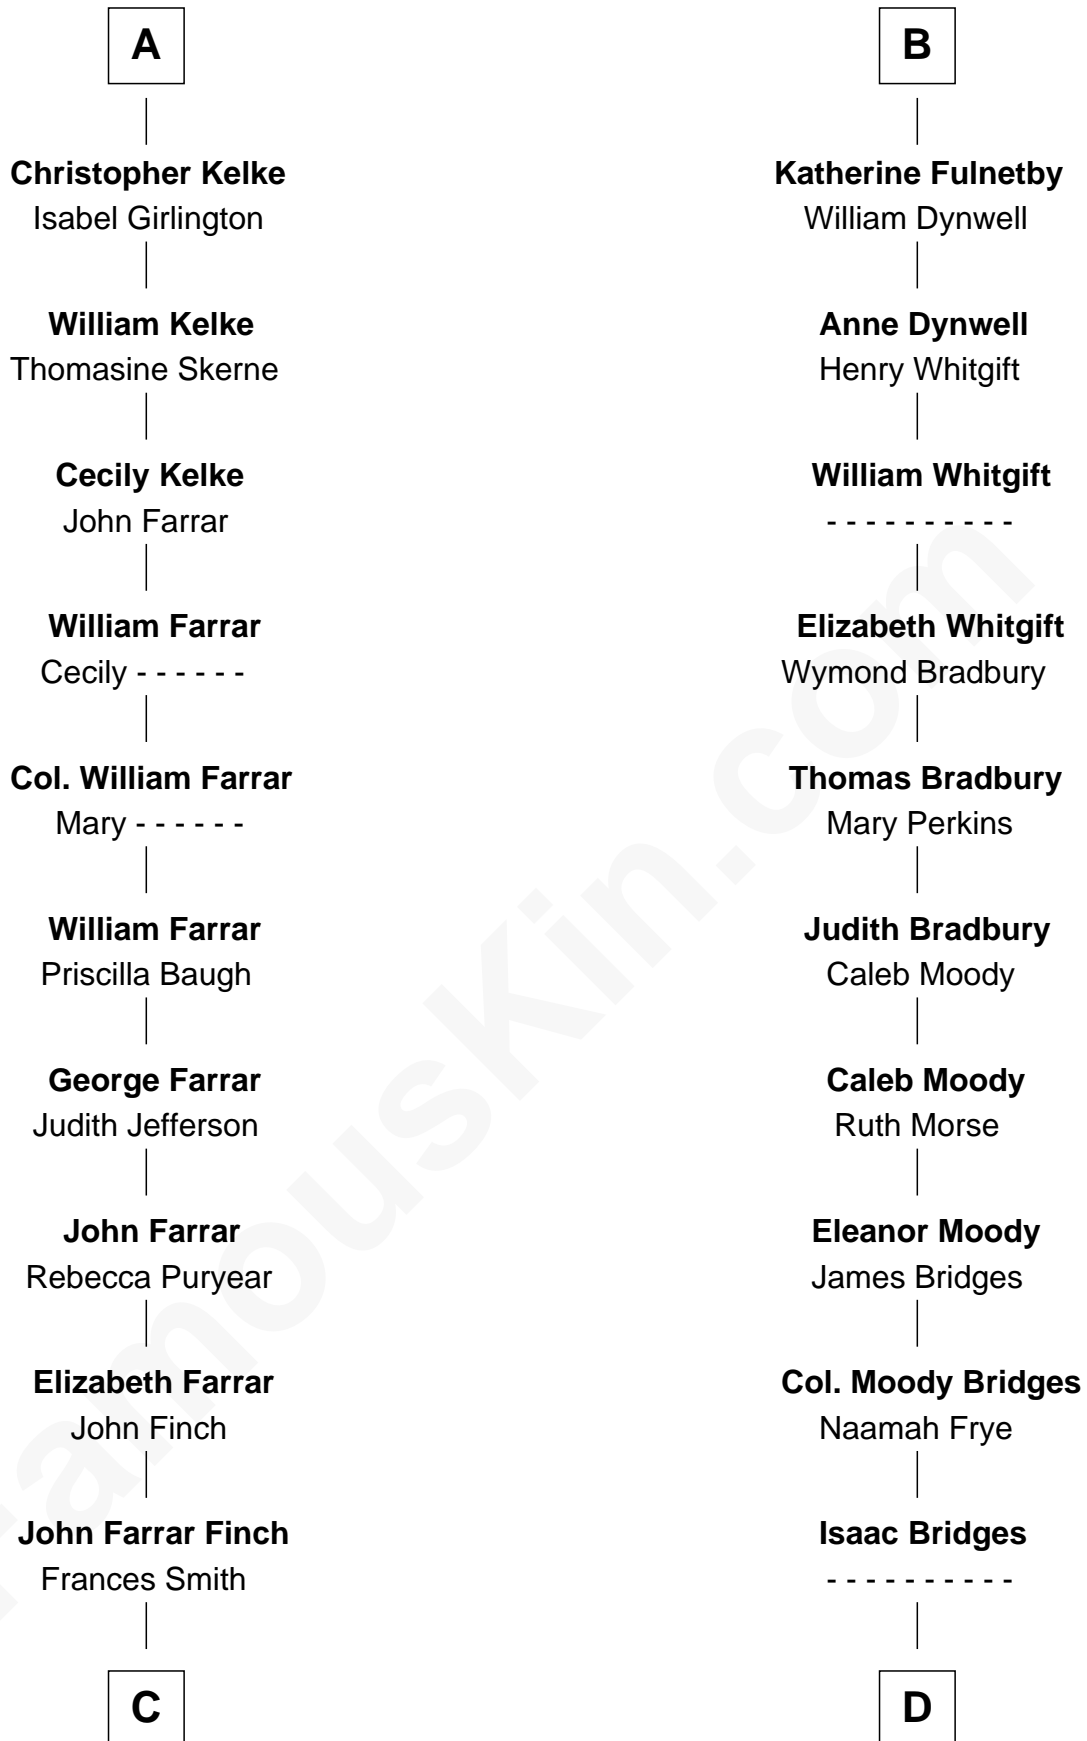 A
Christopher Kelke
Isabel Girlington
William Kelke
Thomasine Skerne
Cecily Kelke
John Farrar
William Farrar
Cecily - - - - - -
Col. William Farrar
Mary - - - - - -
William Farrar
Priscilla Baugh
George Farrar
Judith Jefferson
John Farrar
Rebecca Puryear
Elizabeth Farrar
John Finch
John Farrar Finch
Frances Smith
C
B
Katherine Fulnetby
William Dynwell
Anne Dynwell
Henry Whitgift
William Whitgift
- - - - - - - - - -
Elizabeth Whitgift
Wymond Bradbury
Thomas Bradbury
Mary Perkins
Judith Bradbury
Caleb Moody
Caleb Moody
Ruth Morse
Eleanor Moody
James Bridges
Col. Moody Bridges
Naamah Frye
Isaac Bridges
- - - - - - - - - -
D
FamousKin.com